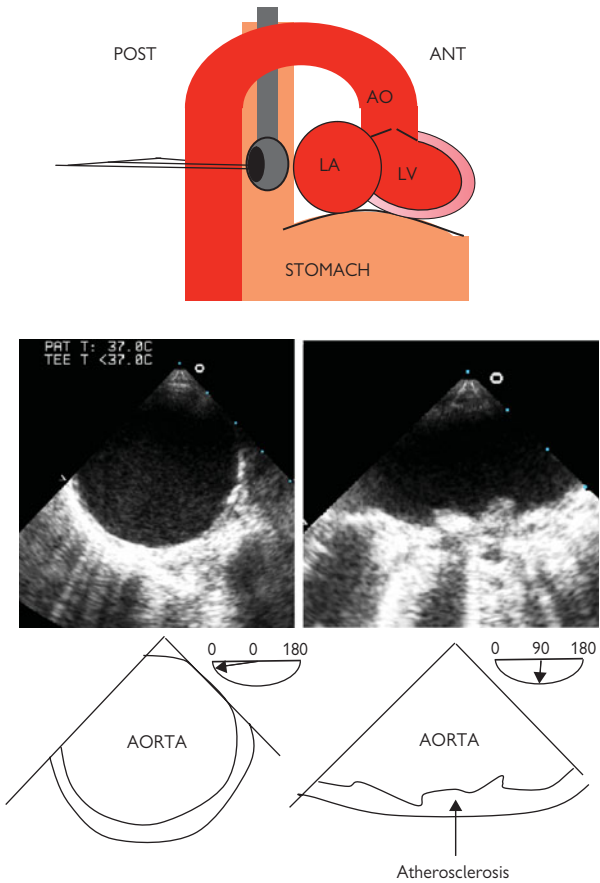 POST
ANT
AO
LA
LV
STOMACH
PAT T: 37.0C
TEE T <37.0C
0 0 180
AORTA
0 90 180
AORTA
Atherosclerosis